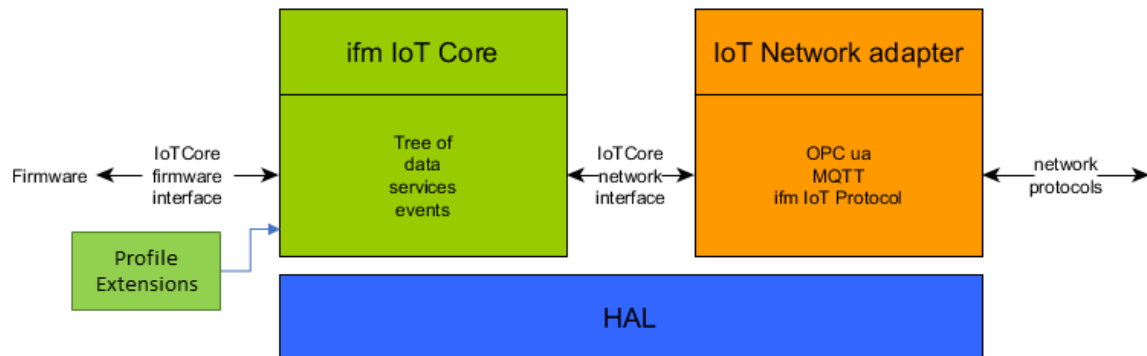 ifm IoT Core
IoT Network adapter
Firmware
IoTCore
firmware
interface
Tree of
data
services
events
IoTCore
network
interface
OPC ua
MQTT
ifm IoT Protocol
network
protocols
Profile
Extensions
HAL